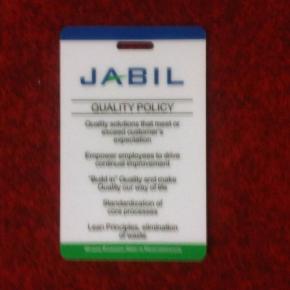 JABIL
QUALITY POLICY
Quality solutions that meet or
exceed customer's
expectation
Empower employees to drive
continual improvement
"Build in" Quality and make
Quality our way of life
Standardization of
core processes
Lean Principles, elimination
of waste.